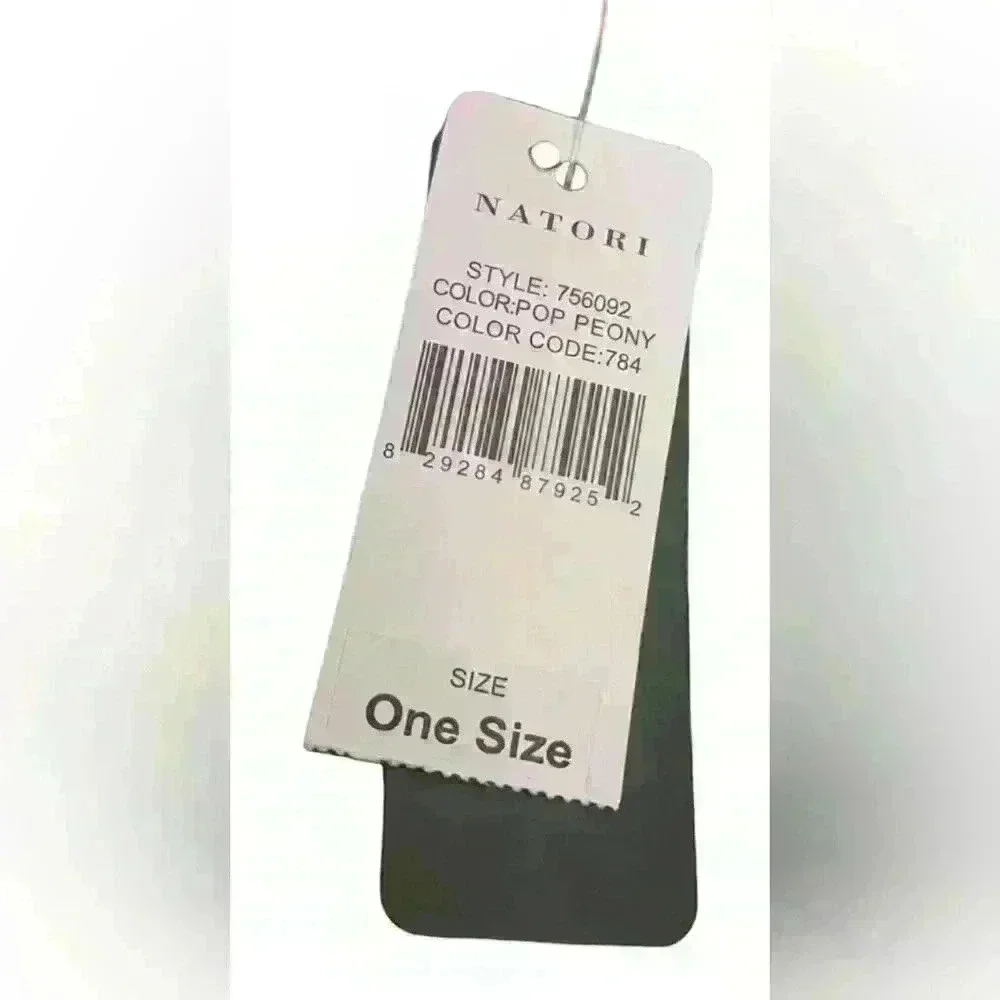 NATORI
STYLE: 756092
COLOR:POP PEONY
COLOR CODE:784
8 29284 87925 2
SIZE
One Size